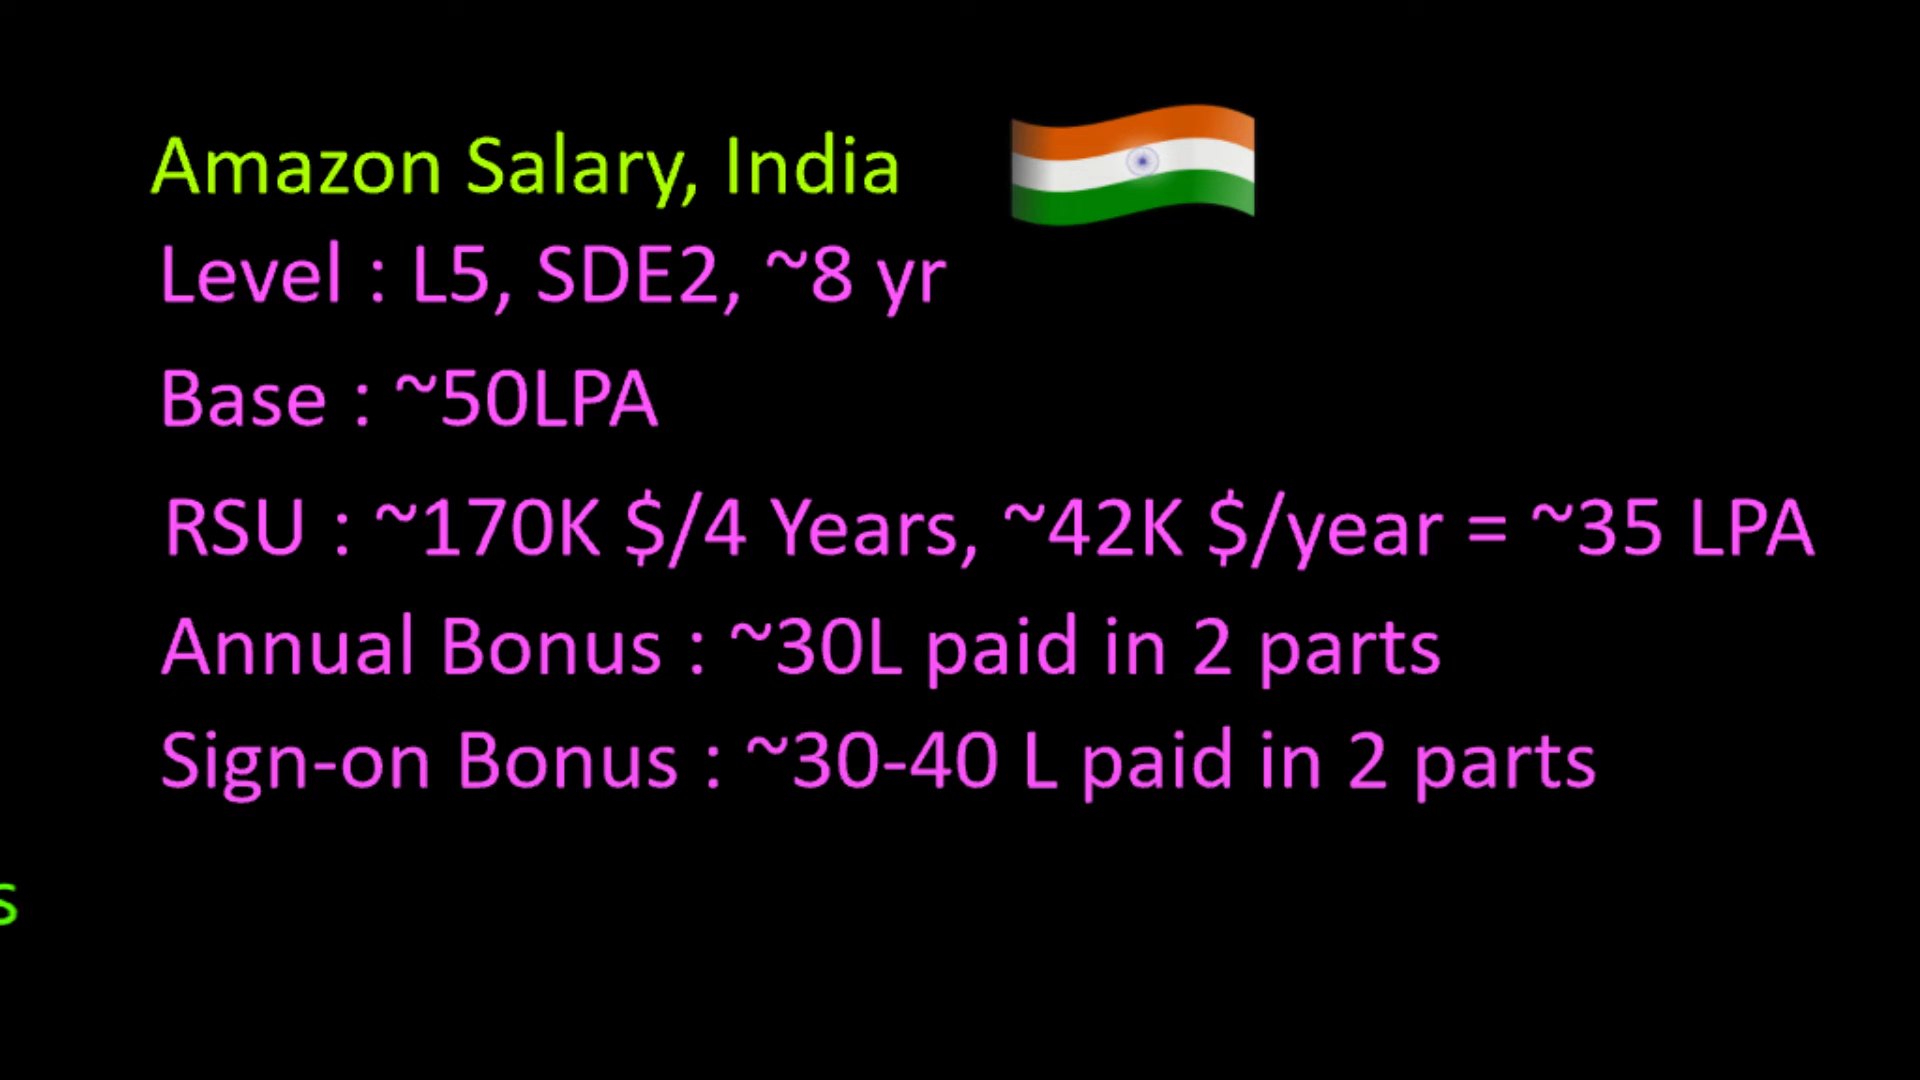 Amazon Salary, India
Level : L5, SDE2, ~8 yr
Base : ~50LPA
RSU : ~170K $/4 Years, ~42K $/year = ~35 LPA
Annual Bonus : ~30L paid in 2 parts
Sign-on Bonus : ~30-40 L paid in 2 parts
s